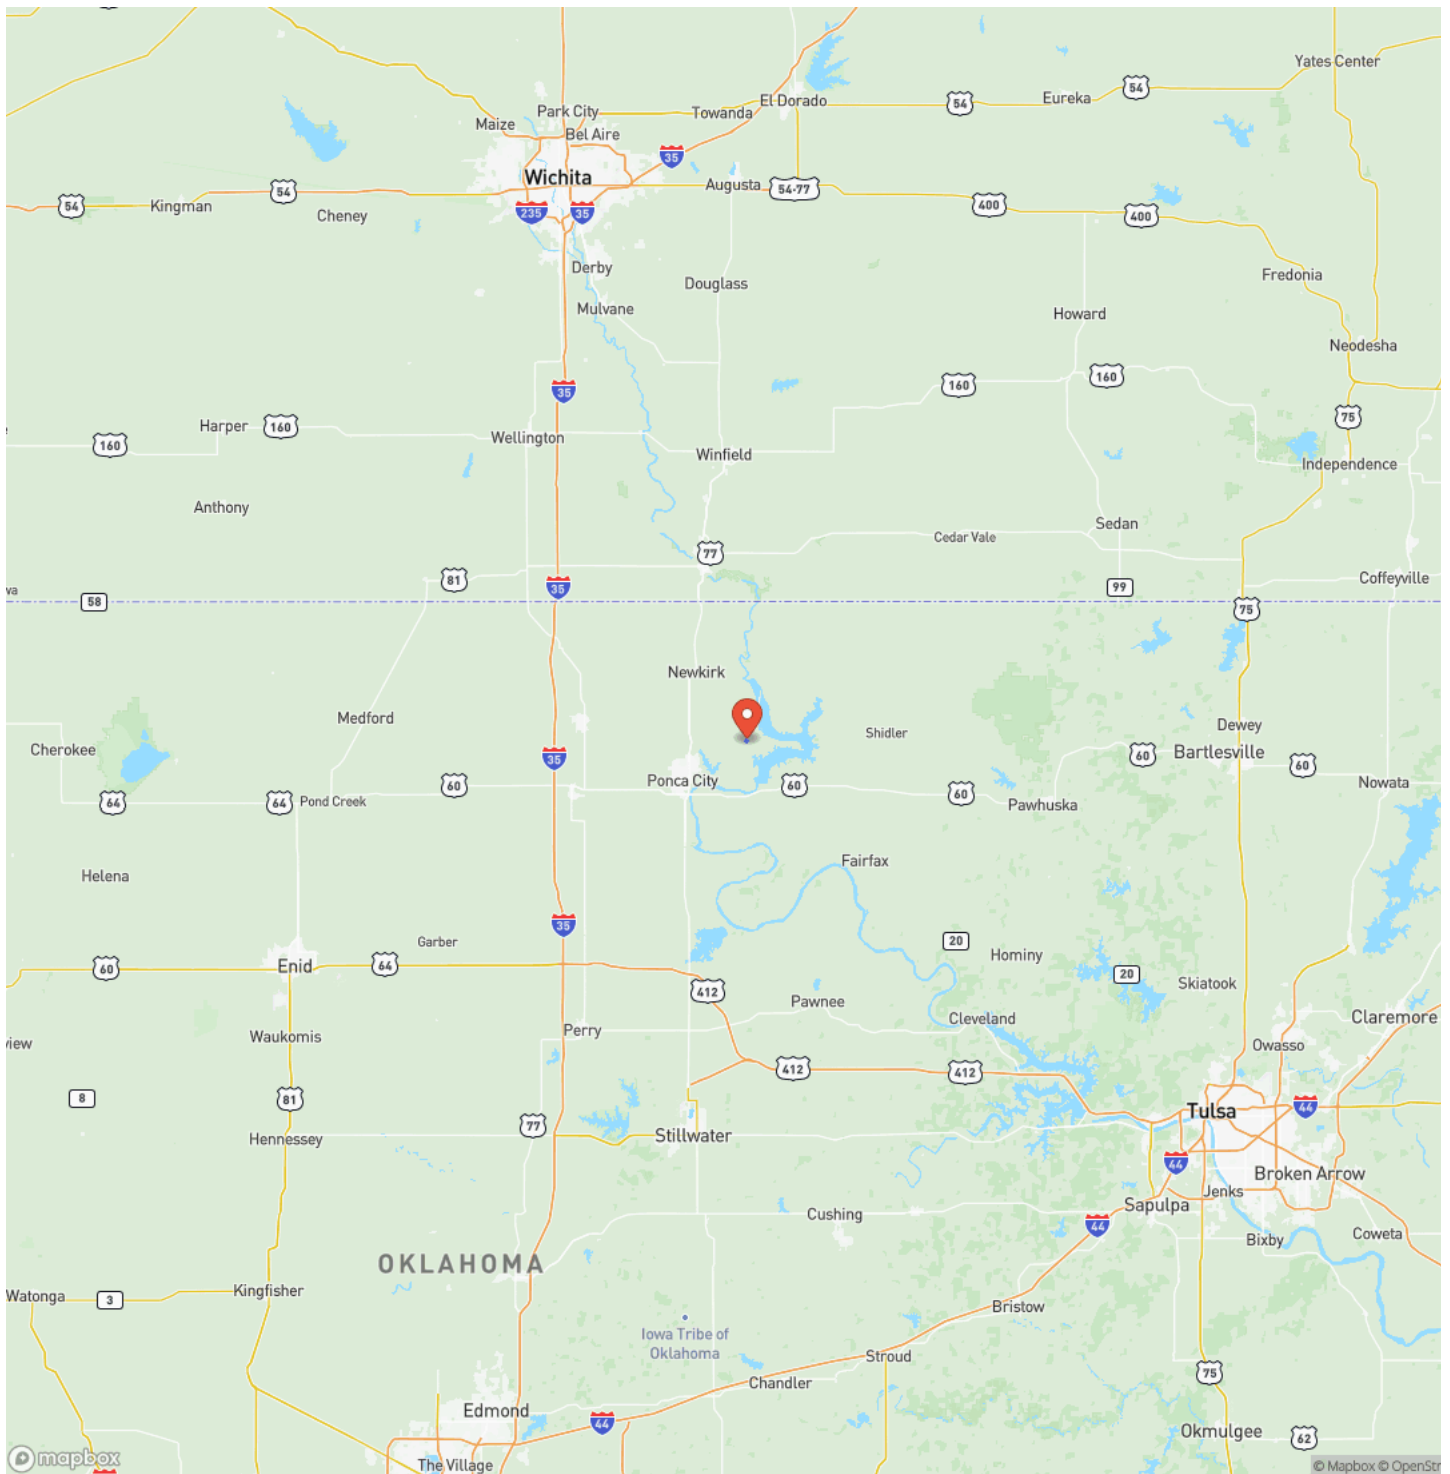 Yates Center
54
El Dorado
Eureka
54
Park City
Towanda
Maize
Bel Aire
35
Wichita
Augusta
54-77
54
54
Kingman
Cheney
235
35
400
400
Derby
Douglass
Fredonia
Mulvane
Howard
Neodesha
35
160
160
75
Harper
160
160
Wellington
Winfield
Independence
Anthony
Sedan
Cedar Vale
77
Coffeyville
81
35
99
va
58
75
Newkirk
Medford
Shidler
Dewey
Cherokee
35
Bartlesville
60
60
Ponca City
60
60
60
Nowata
64
64
Pond Creek
Pawhuska
Fairfax
Helena
35
Garber
20
Enid
64
60
Hominy
20
Skiatook
412
Pawnee
Cleveland
Claremore
Perry
Waukomis
view
Owasso
412
412
8
81
Tulsa
44
77
Stillwater
Hennessey
44
Broken Arrow
Jenks
Sapulpa
Cushing
44
Bixby
Coweta
OKLAHOMA
Kingfisher
Watonga
3
Bristow
Iowa Tribe of
Oklahoma
Stroud
75
Chandler
Edmond
44
Okmulgee
62
mapbox
The Village
© Mapbox © OpenStr